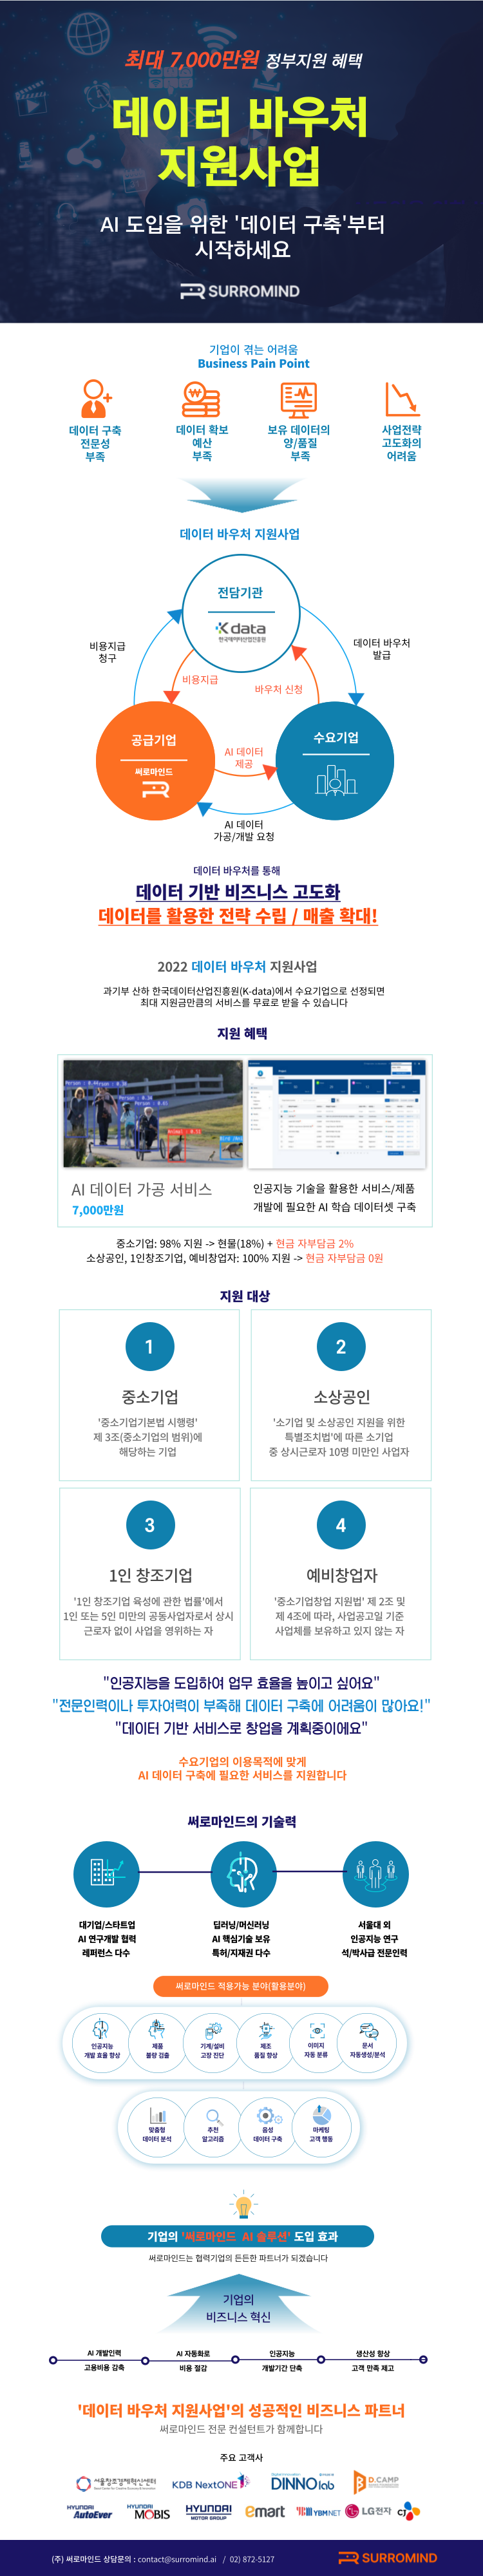 최대 7,000만원 정부지원 혜택
데이터 바우처
지원사업
AI 도입을 위한 '데이터 구축'부터
시작하세요
SURROMIND
기업이 겪는 어려움
Business Pain Point
데이터 구축
전문성
부족
데이터 확보
예산
부족
보유 데이터의
양/품질
부족
사업전략
고도화의
어려움
데이터 바우처 지원사업
전담기관
Kdata
한국데이터산업진흥원
비용지급
청구
데이터 바우처
발급
비용지급
바우처 신청
공급기업
써로마인드
수요기업
AI 데이터
제공
AI 데이터
가공/개발 요청
데이터 바우처를 통해
데이터 기반 비즈니스 고도화
데이터를 활용한 전략 수립 / 매출 확대!
2022 데이터 바우처 지원사업
과기부 산하 한국데이터산업진흥원(K-data)에서 수요기업으로 선정되면
최대 지원금만큼의 서비스를 무료로 받을 수 있습니다
지원 혜택
AI 데이터 가공 서비스
7,000만원
인공지능 기술을 활용한 서비스/제품
개발에 필요한 AI 학습 데이터셋 구축
중소기업: 98% 지원 -> 현물(18%) + 현금 자부담금 2%
소상공인, 1인창조기업, 예비창업자: 100% 지원 -> 현금 자부담금 0원
지원 대상
1
중소기업
'중소기업기본법 시행령'
제 3조(중소기업의 범위)에
해당하는 기업
2
소상공인
'소기업 및 소상공인 지원을 위한
특별조치법'에 따른 소기업
중 상시근로자 10명 미만인 사업자
3
1인 창조기업
'1인 창조기업 육성에 관한 법률'에서
1인 또는 5인 미만의 공동사업자로서 상시
근로자 없이 사업을 영위하는 자
4
예비창업자
'중소기업창업 지원법' 제 2조 및
제 4조에 따라, 사업공고일 기준
사업체를 보유하고 있지 않는 자
"인공지능을 도입하여 업무 효율을 높이고 싶어요"
"전문인력이나 투자여력이 부족해 데이터 구축에 어려움이 많아요!"
"데이터 기반 서비스로 창업을 계획중이에요"
수요기업의 이용목적에 맞게
AI 데이터 구축에 필요한 서비스를 지원합니다
써로마인드의 기술력
대기업/스타트업
AI 연구개발 협력
레퍼런스 다수
딥러닝/머신러닝
AI 핵심기술 보유
특허/지재권 다수
서울대 외
인공지능 연구
석/박사급 전문인력
써로마인드 적용가능 분야(활용분야)
인공지능
개발 효율 향상
제품
불량 검출
기계/설비
고장 진단
제조
품질 향상
이미지
자동 분류
문서
자동생성/분석
맞춤형
데이터 분석
추천
알고리즘
음성
데이터 구축
마케팅
고객 행동
기업의 '써로마인드 AI 솔루션' 도입 효과
써로마인드는 협력기업의 든든한 파트너가 되겠습니다
기업의
비즈니스 혁신
AI 개발인력
고용비용 감축
AI 자동화로
비용 절감
인공지능
개발기간 단축
생산성 향상
고객 만족 제고
'데이터 바우처 지원사업'의 성공적인 비즈니스 파트너
써로마인드 전문 컨설턴트가 함께합니다
주요 고객사
서울창조경제혁신센터
KDB NextONE
DINNOlab
D.CAMP
HYUNDAI
AutoEver
HYUNDAI
MOBIS
HYUNDAI
MOTOR GROUP
emart
YBMNET
LG전자
CJ
(주) 써로마인드 상담문의 : contact@surromind.ai / 02) 872-5127
SURROMIND